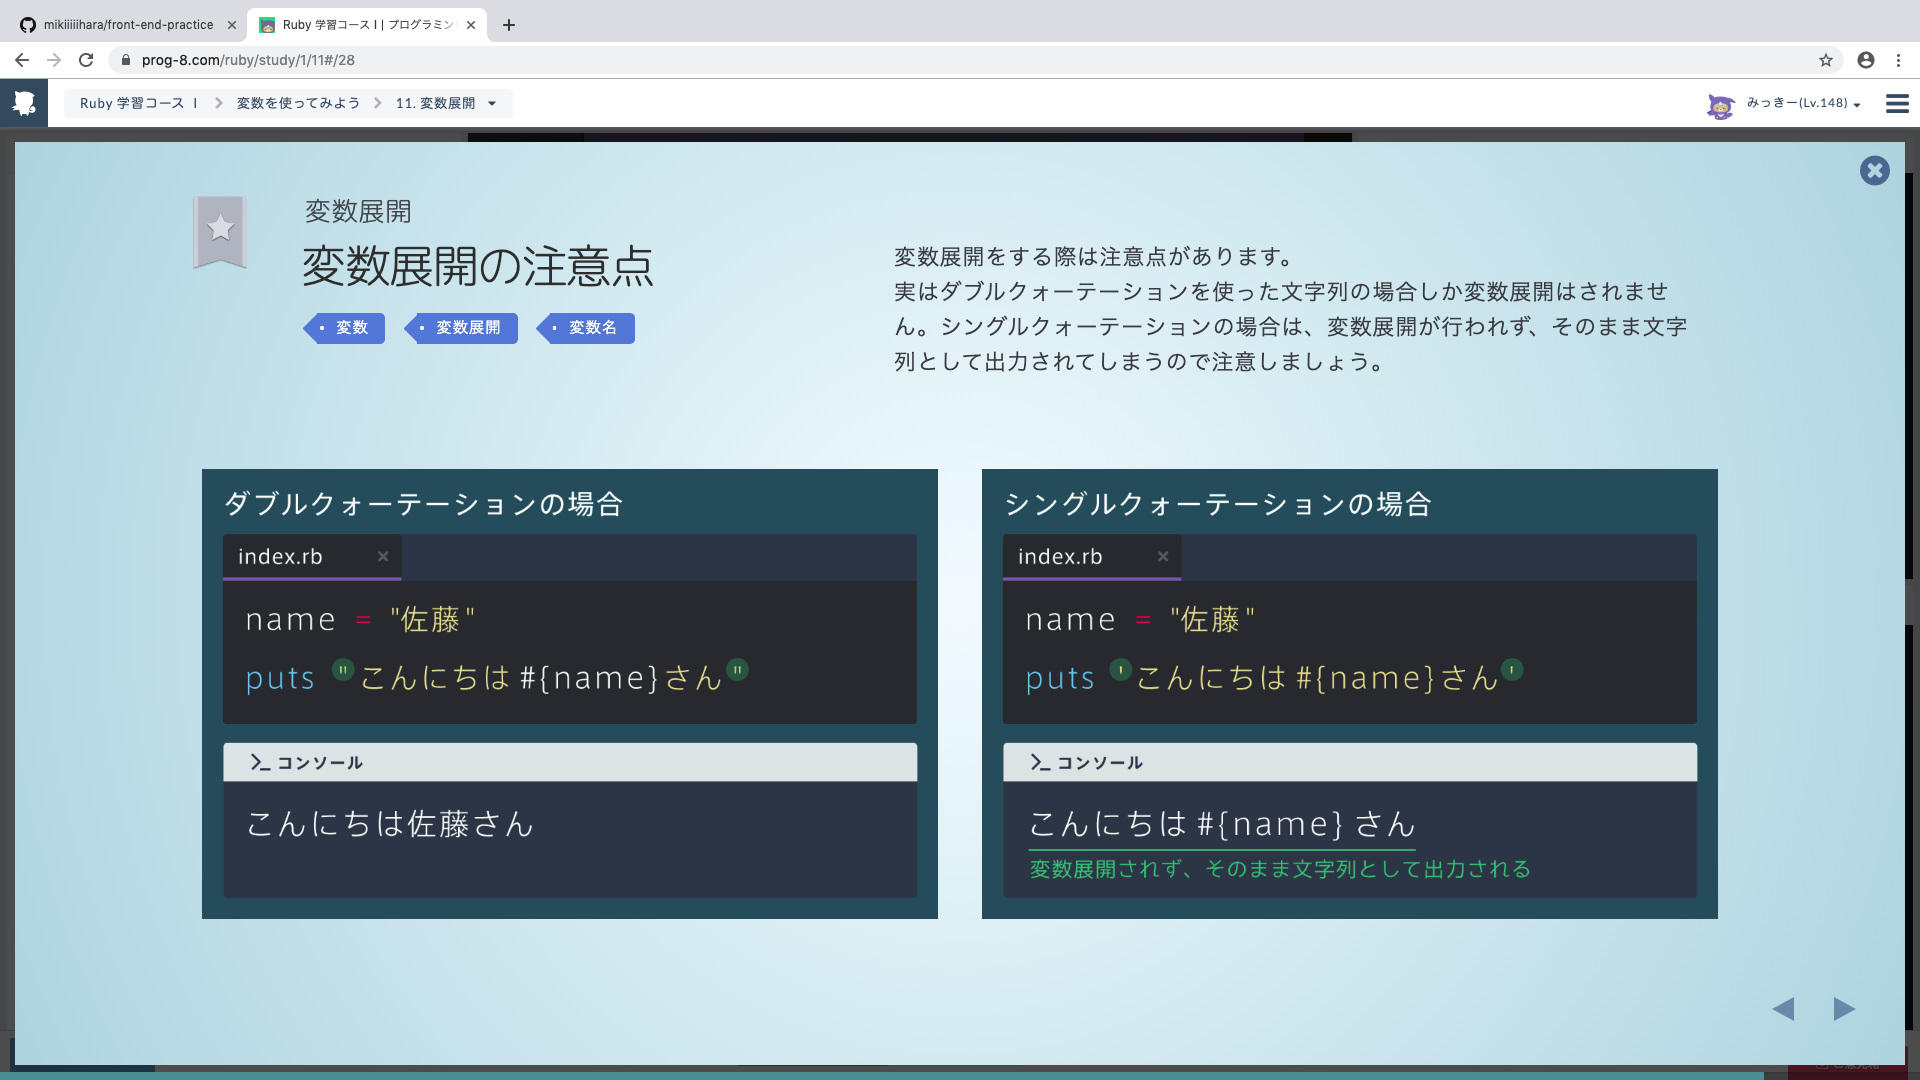 mikiiiiihara/front-end-practice
Ruby 学習コース I | プログラミン
prog-8.com/ruby/study/1/11#/28
Ruby 学習コース I
変数を使ってみよう
11. 変数展開
みっきー(Lv.148)
変数展開
変数展開の注意点
変数
変数展開
変数名
変数展開をする際は注意点があります。
実はダブルクォーテーションを使った文字列の場合しか変数展開はされませ
ん。シングルクォーテーションの場合は、変数展開が行われず、そのまま文字
列として出力されてしまうので注意しましょう。
ダブルクォーテーションの場合
index.rb
name = "佐藤"
puts "こんにちは#{name}さん"
コンソール
こんにちは佐藤さん
シングルクォーテーションの場合
index.rb
name = "佐藤"
puts 'こんにちは#{name}さん'
コンソール
こんにちは#{name}さん
変数展開されず、そのまま文字列として出力される